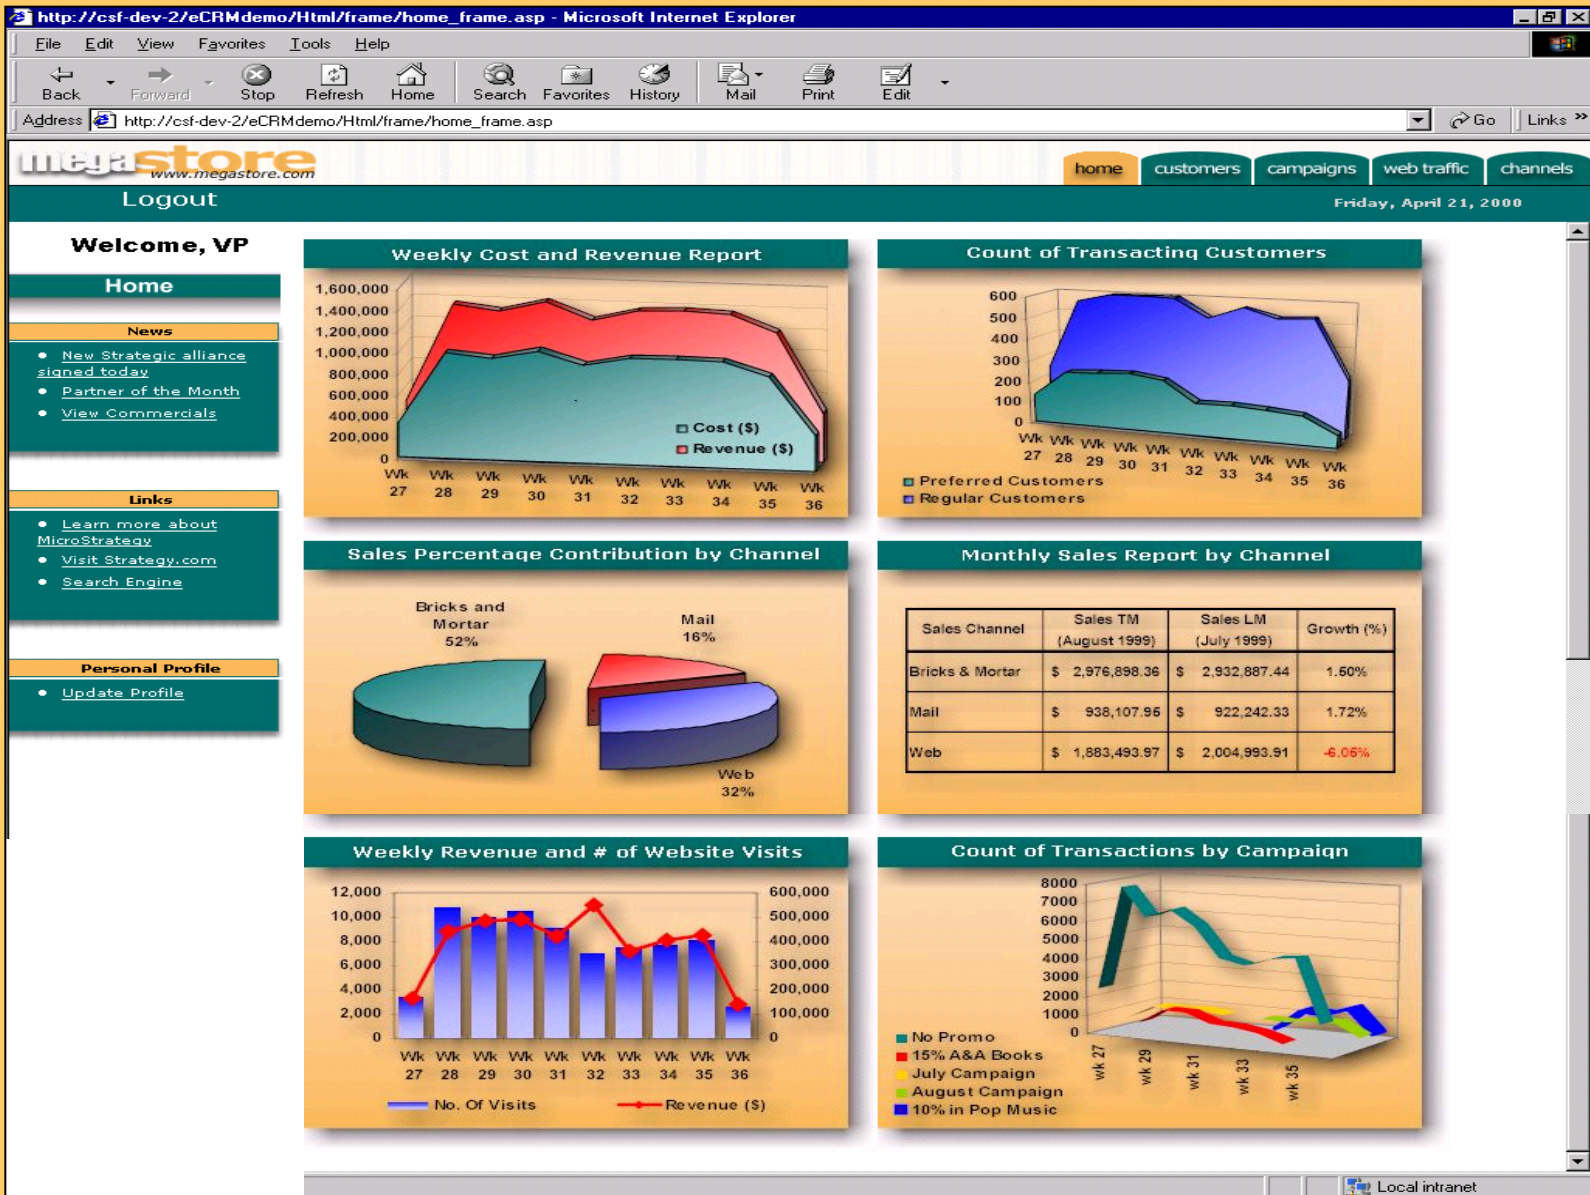 http://csf-dev-2/eCRMdemo/Html/frame/home_frame.asp - Microsoft Internet Explorer
File Edit View Favorites Tools Help
Back Forward Stop Refresh Home Search Favorites History Mail Print Edit
Address http://csf-dev-2/eCRMdemo/Html/frame/home_frame.asp Go Links »
megastore
www.megastore.com
home customers campaigns web traffic channels
Logout
Friday, April 21, 2000
Welcome, VP
Home
News
• New Strategic alliance
signed today
• Partner of the Month
• View Commercials
Links
• Learn more about
MicroStrategy
• Visit Strategy.com
• Search Engine
Personal Profile
• Update Profile
Weekly Cost and Revenue Report
1,600,000
1,400,000
1,200,000
1,000,000
800,000
600,000
400,000
200,000
0
Cost ($)
Revenue ($)
Wk Wk Wk Wk Wk Wk Wk Wk Wk Wk
27 28 29 30 31 32 33 34 35 36
Count of Transacting Customers
600
500
400
300
200
100
0
Wk Wk Wk Wk Wk Wk Wk Wk Wk Wk
27 28 29 30 31 32 33 34 35 36
Preferred Customers
Regular Customers
Sales Percentage Contribution by Channel
Bricks and
Mortar
52%
Mail
16%
Web
32%
Monthly Sales Report by Channel
Sales Channel Sales TM (August 1999) Sales LM (July 1999) Growth (%)
Bricks & Mortar $ 2,976,898.36 $ 2,932,887.44 1.50%
Mail $ 938,107.95 $ 922,242.33 1.72%
Web $ 1,883,493.97 $ 2,004,993.91 -6.05%
Weekly Revenue and # of Website Visits
12,000
10,000
8,000
6,000
4,000
2,000
0
600,000
500,000
400,000
300,000
200,000
100,000
0
Wk Wk Wk Wk Wk Wk Wk Wk Wk Wk
27 28 29 30 31 32 33 34 35 36
No. Of Visits Revenue ($)
Count of Transactions by Campaign
8000
7000
6000
5000
4000
3000
2000
1000
0
wk 27 wk 29 wk 31 wk 33 wk 35
No Promo
15% A&A Books
July Campaign
August Campaign
10% in Pop Music
Local intranet